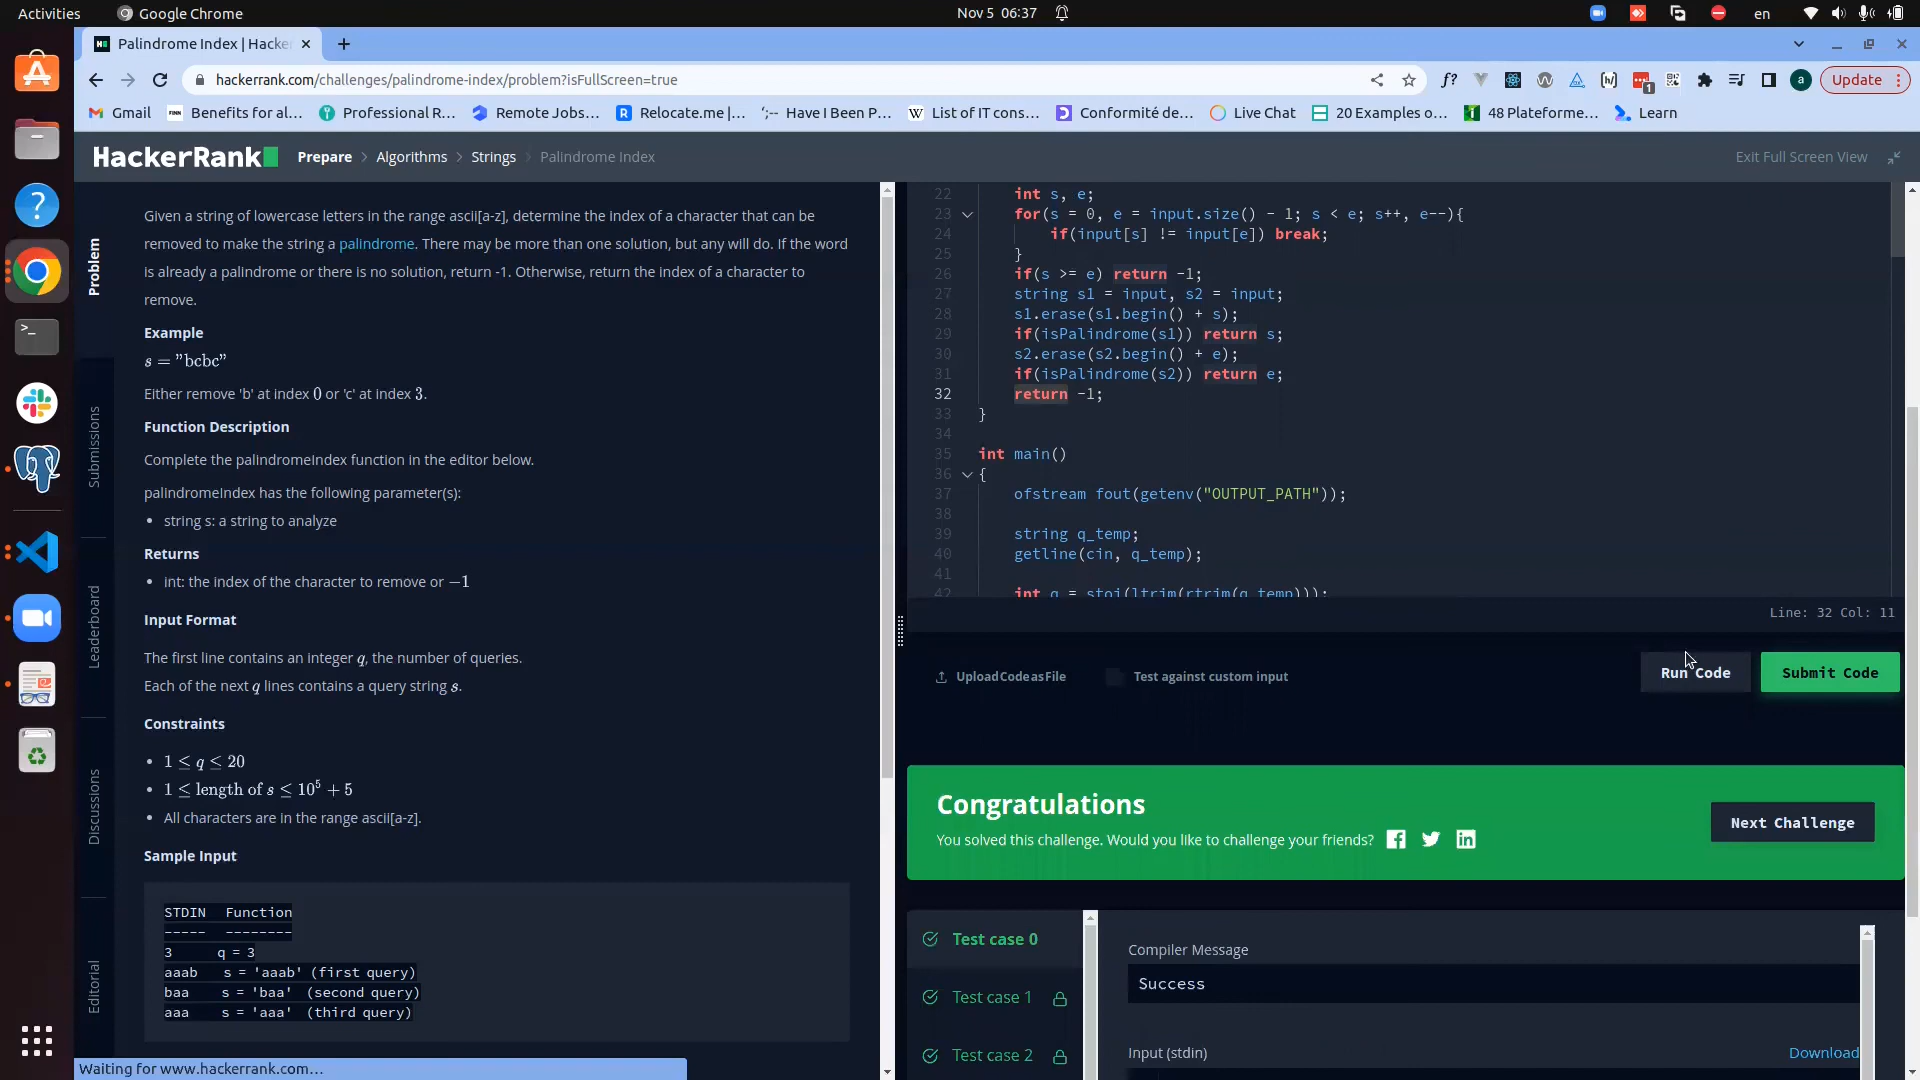 Activities
Google Chrome
Nov 5 06:37
en
Palindrome Index | Hacke
hackerrank.com/challenges/palindrome-index/problem?isFullScreen=true
Update
Gmail
Benefits for al...
Professional R...
Remote Jobs...
Relocate.me |...
Have I Been P...
List of IT cons...
Conformité de...
Live Chat
20 Examples o...
48 Plateforme...
Learn
HackerRank
Prepare > Algorithms > Strings > Palindrome Index
Exit Full Screen View
Problem
Submissions
Leaderboard
Discussions
Editorial
Given a string of lowercase letters in the range ascii[a-z], determine the index of a character that can be
removed to make the string a palindrome. There may be more than one solution, but any will do. If the word
is already a palindrome or there is no solution, return -1. Otherwise, return the index of a character to
remove.
Example
s = "bcbc"
Either remove 'b' at index 0 or 'c' at index 3.
Function Description
Complete the palindromeIndex function in the editor below.
palindromeIndex has the following parameter(s):
• string s: a string to analyze
Returns
• int: the index of the character to remove or −1
Input Format
The first line contains an integer q, the number of queries.
Each of the next q lines contains a query string s.
Constraints
• 1 ≤ q ≤ 20
• 1 ≤ length of s ≤ 10⁵ + 5
• All characters are in the range ascii[a-z].
Sample Input
STDIN Function
----- --------
3 q = 3
aaab s = 'aaab' (first query)
baa s = 'baa' (second query)
aaa s = 'aaa' (third query)
Waiting for www.hackerrank.com...
22 int s, e;
23 for(s = 0, e = input.size() - 1; s < e; s++, e--){
24 if(input[s] != input[e]) break;
25 }
26 if(s >= e) return -1;
27 string s1 = input, s2 = input;
28 s1.erase(s1.begin() + s);
29 if(isPalindrome(s1)) return s;
30 s2.erase(s2.begin() + e);
31 if(isPalindrome(s2)) return e;
32 return -1;
33 }
34
35 int main()
36 {
37 ofstream fout(getenv("OUTPUT_PATH"));
38
39 string q_temp;
40 getline(cin, q_temp);
41
42 int q = stoi(ltrim(rtrim(q_temp)));
Line: 32 Col: 11
Upload Code as File
Test against custom input
Run Code
Submit Code
Congratulations
You solved this challenge. Would you like to challenge your friends?
Next Challenge
Test case 0
Test case 1
Test case 2
Compiler Message
Success
Input (stdin)
Download